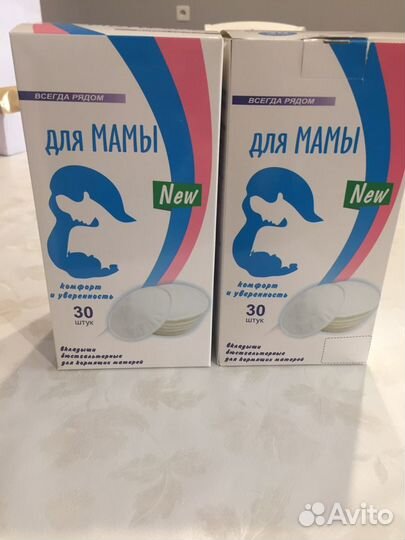 ВСЕГДА РЯДОМ
для МАМЫ
New
комфорт
и уверенность
30
штук
вкладыши
бюстгальтерные
для кормящих матерей
ВСЕГДА РЯДОМ
для МАМЫ
New
комфорт
и уверенность
30
штук
вкладыши
бюстгальтерные
для кормящих матерей
Avito